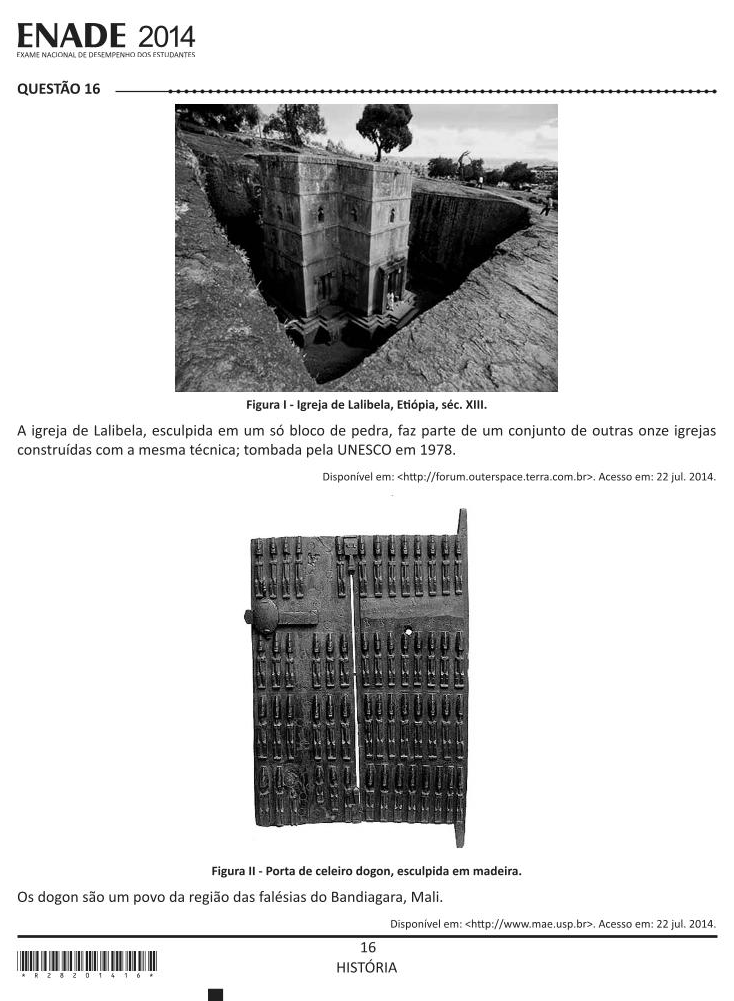 ENADE 2014
EXAME NACIONAL DE DESEMPENHO DOS ESTUDANTES
QUESTÃO 16
Figura I - Igreja de Lalibela, Etiópia, séc. XIII.
A igreja de Lalibela, esculpida em um só bloco de pedra, faz parte de um conjunto de outras onze igrejas
construídas com a mesma técnica; tombada pela UNESCO em 1978.
Disponível em: <http://forum.outerspace.terra.com.br>. Acesso em: 22 jul. 2014.
Figura II - Porta de celeiro dogon, esculpida em madeira.
Os dogon são um povo da região das falésias do Bandiagara, Mali.
Disponível em: <http://www.mae.usp.br>. Acesso em: 22 jul. 2014.
16
HISTÓRIA
* R 2 8 2 0 1 4 1 6 *